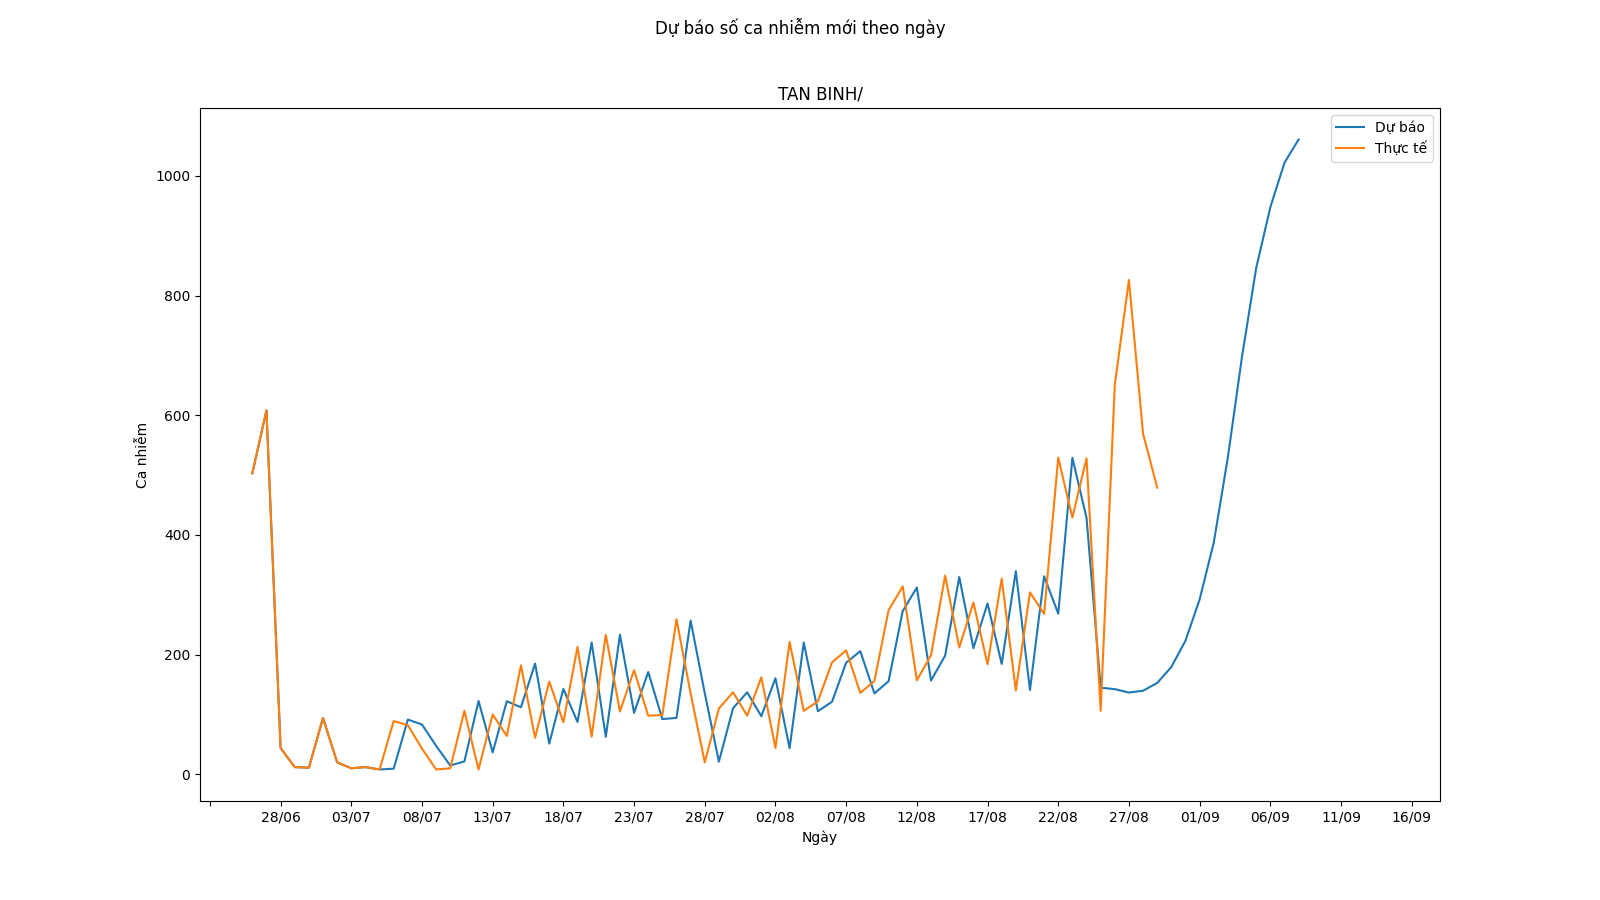 Dự báo số ca nhiễm mới theo ngày
TAN BINH/
Dự báo
Thực tế
1000
800
600
400
200
0
Ca nhiễm
28/06 03/07 08/07 13/07 18/07 23/07 28/07 02/08 07/08 12/08 17/08 22/08 27/08 01/09 06/09 11/09 16/09
Ngày